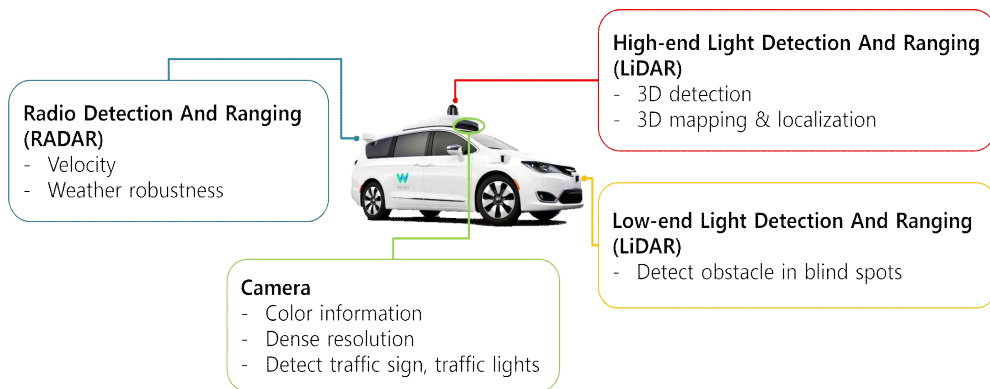 High-end Light Detection And Ranging
(LiDAR)
- 3D detection
- 3D mapping & localization
Radio Detection And Ranging
(RADAR)
- Velocity
- Weather robustness
Low-end Light Detection And Ranging
(LiDAR)
- Detect obstacle in blind spots
Camera
- Color information
- Dense resolution
- Detect traffic sign, traffic lights